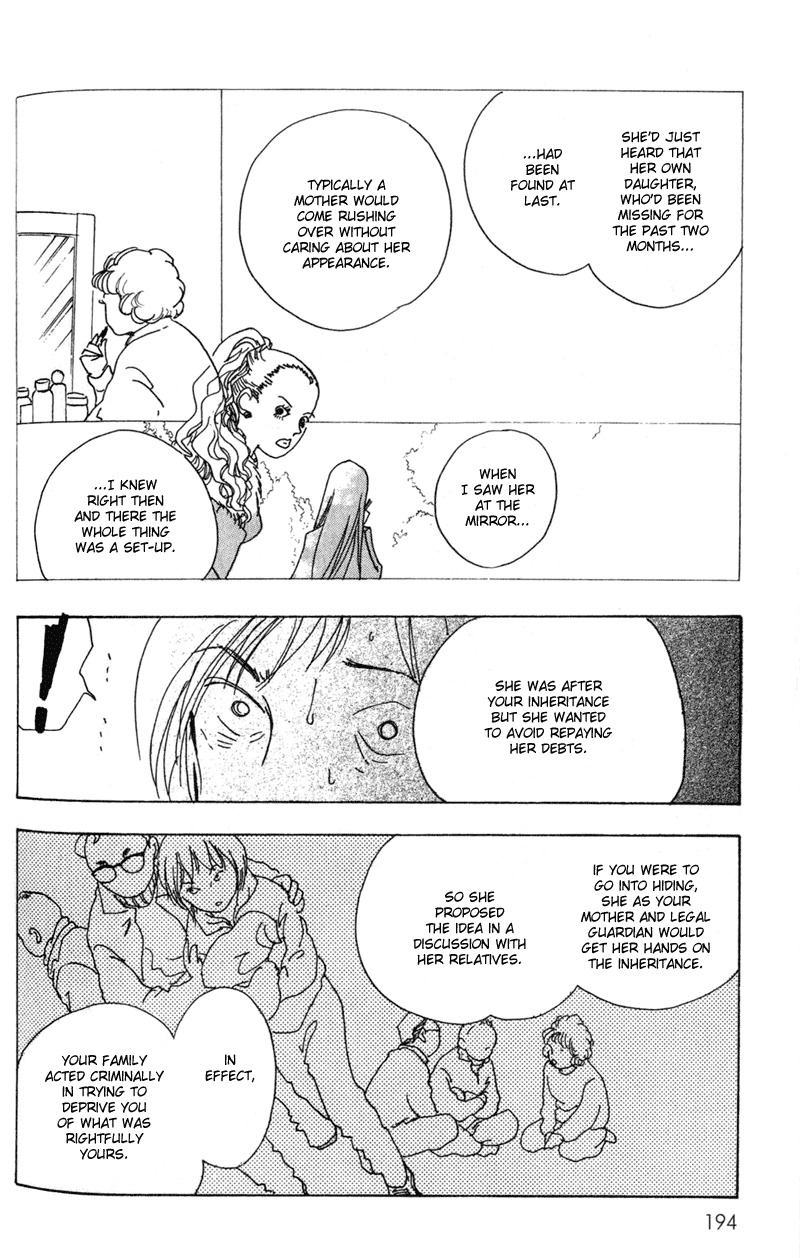 SHE'D JUST
HEARD THAT
HER OWN
DAUGHTER,
WHO'D BEEN
MISSING FOR
THE PAST TWO
MONTHS...
...HAD
BEEN
FOUND AT
LAST.
TYPICALLY A
MOTHER WOULD
COME RUSHING
OVER WITHOUT
CARING ABOUT HER
APPEARANCE.
WHEN
I SAW HER
AT THE
MIRROR...
...I KNEW
RIGHT THEN
AND THERE THE
WHOLE THING
WAS A SET-UP.
SHE WAS AFTER
YOUR INHERITANCE
BUT SHE WANTED
TO AVOID REPAYING
HER DEBTS.
...
...
!
IF YOU WERE TO
GO INTO HIDING,
SHE AS YOUR
MOTHER AND LEGAL
GUARDIAN WOULD
GET HER HANDS ON
THE INHERITANCE.
SO SHE
PROPOSED
THE IDEA IN A
DISCUSSION WITH
HER RELATIVES.
IN
EFFECT,
YOUR FAMILY
ACTED CRIMINALLY
IN TRYING TO
DEPRIVE YOU
OF WHAT WAS
RIGHTFULLY
YOURS.
194